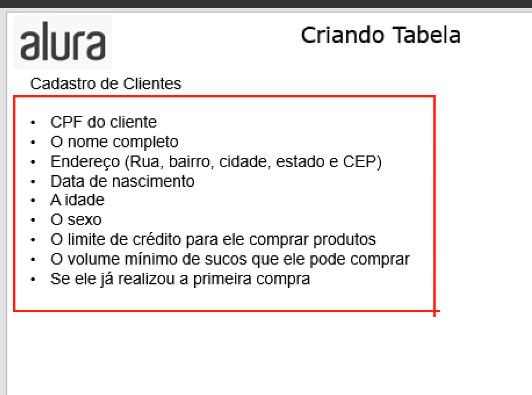 alura
Criando Tabela
Cadastro de Clientes
• CPF do cliente
• O nome completo
• Endereço (Rua, bairro, cidade, estado e CEP)
• Data de nascimento
• A idade
• O sexo
• O limite de crédito para ele comprar produtos
• O volume mínimo de sucos que ele pode comprar
• Se ele já realizou a primeira compra